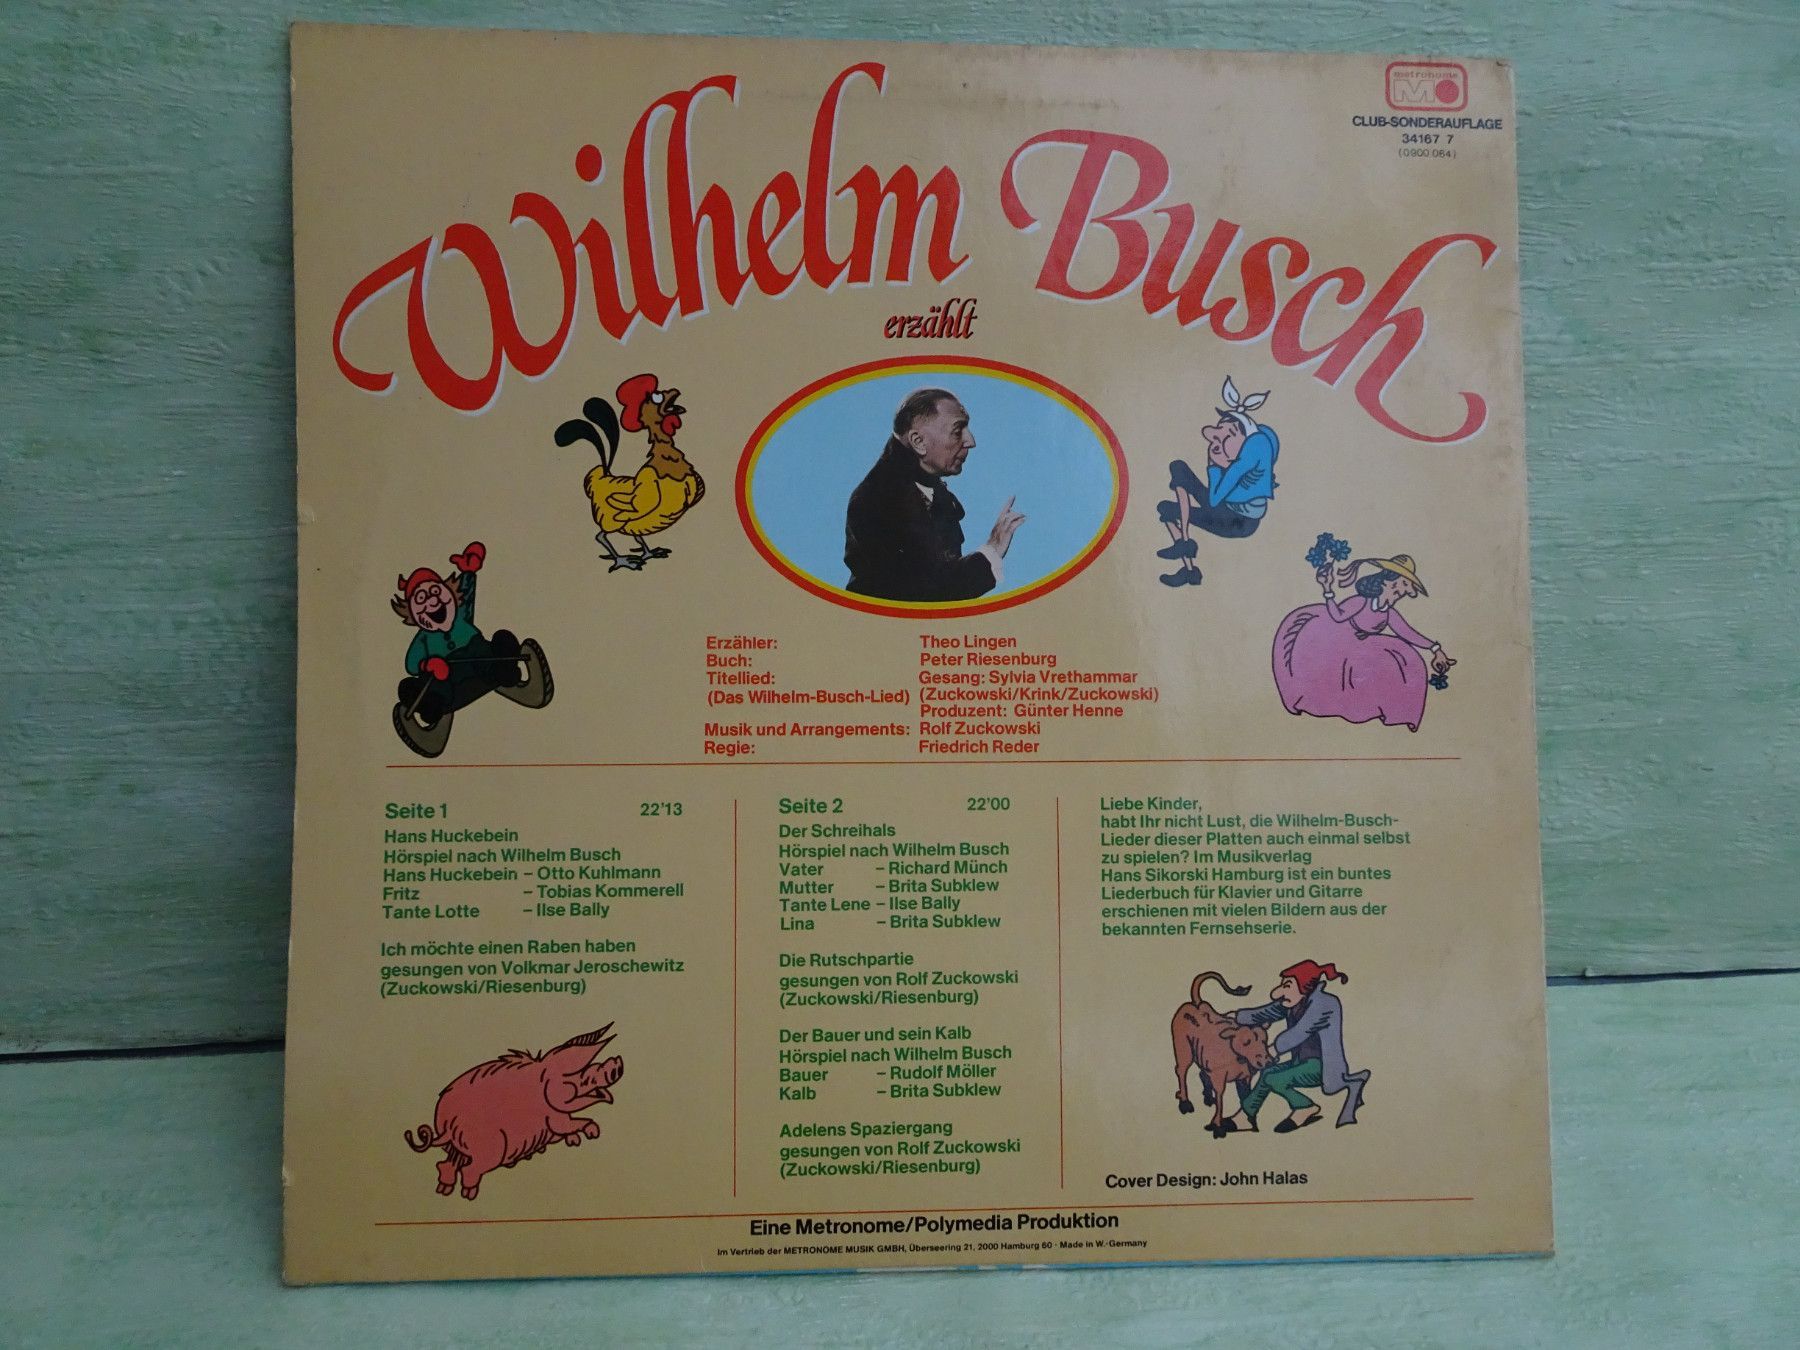 metronome
CLUB-SONDERAUFLAGE
34167 7
(0900.064)
Wilhelm Busch
erzählt
Erzähler: Theo Lingen
Buch: Peter Riesenburg
Titellied: Gesang: Sylvia Vrethammar
(Das Wilhelm-Busch-Lied) (Zuckowski/Krink/Zuckowski)
Produzent: Günter Henne
Musik und Arrangements: Rolf Zuckowski
Regie: Friedrich Reder
Seite 1 22'13
Hans Huckebein
Hörspiel nach Wilhelm Busch
Hans Huckebein – Otto Kuhlmann
Fritz – Tobias Kommerell
Tante Lotte – Ilse Bally
Ich möchte einen Raben haben
gesungen von Volkmar Jeroschewitz
(Zuckowski/Riesenburg)
Seite 2 22'00
Der Schreihals
Hörspiel nach Wilhelm Busch
Vater – Richard Münch
Mutter – Brita Subklew
Tante Lene – Ilse Bally
Lina – Brita Subklew
Die Rutschpartie
gesungen von Rolf Zuckowski
(Zuckowski/Riesenburg)
Der Bauer und sein Kalb
Hörspiel nach Wilhelm Busch
Bauer – Rudolf Möller
Kalb – Brita Subklew
Adelens Spaziergang
gesungen von Rolf Zuckowski
(Zuckowski/Riesenburg)
Liebe Kinder,
habt Ihr nicht Lust, die Wilhelm-Busch-
Lieder dieser Platten auch einmal selbst
zu spielen? Im Musikverlag
Hans Sikorski Hamburg ist ein buntes
Liederbuch für Klavier und Gitarre
erschienen mit vielen Bildern aus der
bekannten Fernsehserie.
Cover Design: John Halas
Eine Metronome/Polymedia Produktion
Im Vertrieb der METRONOME MUSIK GMBH, Überseering 21, 2000 Hamburg 60 · Made in W.-Germany